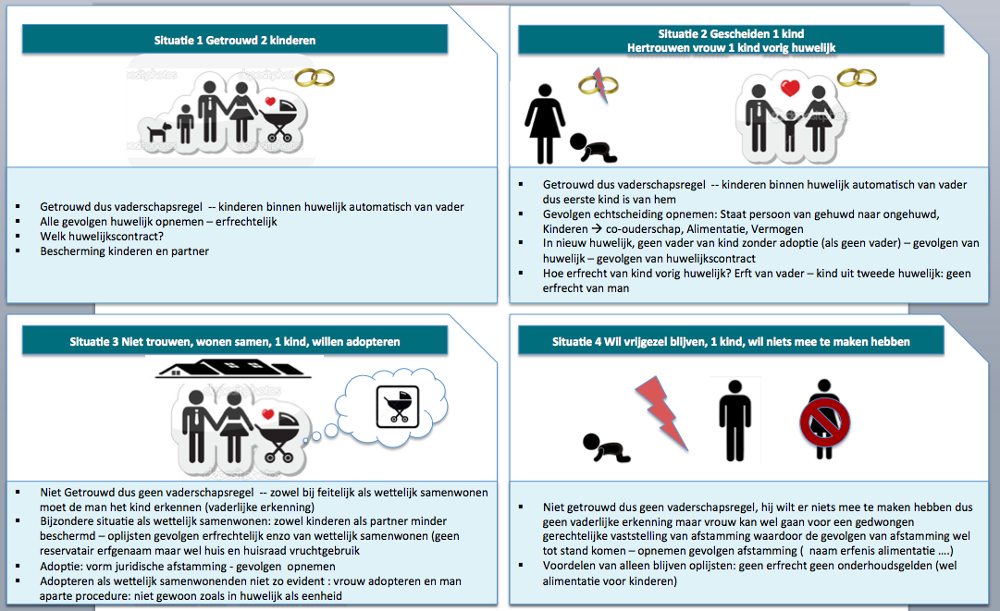 Situatie 1 Getrouwd 2 kinderen
depositphotos
depositphotos
▪ Getrouwd dus vaderschapsregel -- kinderen binnen huwelijk automatisch van vader
▪ Alle gevolgen huwelijk opnemen – erfrechtelijk
▪ Welk huwelijkscontract?
▪ Bescherming kinderen en partner
Situatie 2 Gescheiden 1 kind
Hertrouwen vrouw 1 kind vorig huwelijk
▪ Getrouwd dus vaderschapsregel -- kinderen binnen huwelijk automatisch van vader
dus eerste kind is van hem
▪ Gevolgen echtscheiding opnemen: Staat persoon van gehuwd naar ongehuwd,
Kinderen → co-ouderschap, Alimentatie, Vermogen
▪ In nieuw huwelijk, geen vader van kind zonder adoptie (als geen vader) – gevolgen van
huwelijk – gevolgen van huwelijkscontract
▪ Hoe erfrecht van kind vorig huwelijk? Erft van vader – kind uit tweede huwelijk: geen
erfrecht van man
Situatie 3 Niet trouwen, wonen samen, 1 kind, willen adopteren
▪ Niet Getrouwd dus geen vaderschapsregel -- zowel bij feitelijk als wettelijk samenwonen
moet de man het kind erkennen (vaderlijke erkenning)
▪ Bijzondere situatie als wettelijk samenwonen: zowel kinderen als partner minder
beschermd – oplijsten gevolgen erfrechtelijk enzo van wettelijk samenwonen (geen
reservatair erfgenaam maar wel huis en huisraad vruchtgebruik
▪ Adoptie: vorm juridische afstamming - gevolgen opnemen
▪ Adopteren als wettelijk samenwonenden niet zo evident : vrouw adopteren en man
aparte procedure: niet gewoon zoals in huwelijk als eenheid
Situatie 4 Wil vrijgezel blijven, 1 kind, wil niets mee te maken hebben
▪ Niet getrouwd dus geen vaderschapsregel, hij wilt er niets mee te maken hebben dus
geen vaderlijke erkenning maar vrouw kan wel gaan voor een gedwongen
gerechtelijke vaststelling van afstamming waardoor de gevolgen van afstamming wel
tot stand komen – opnemen gevolgen afstamming ( naam erfenis alimentatie ....)
▪ Voordelen van alleen blijven oplijsten: geen erfrecht geen onderhoudsgelden (wel
alimentatie voor kinderen)